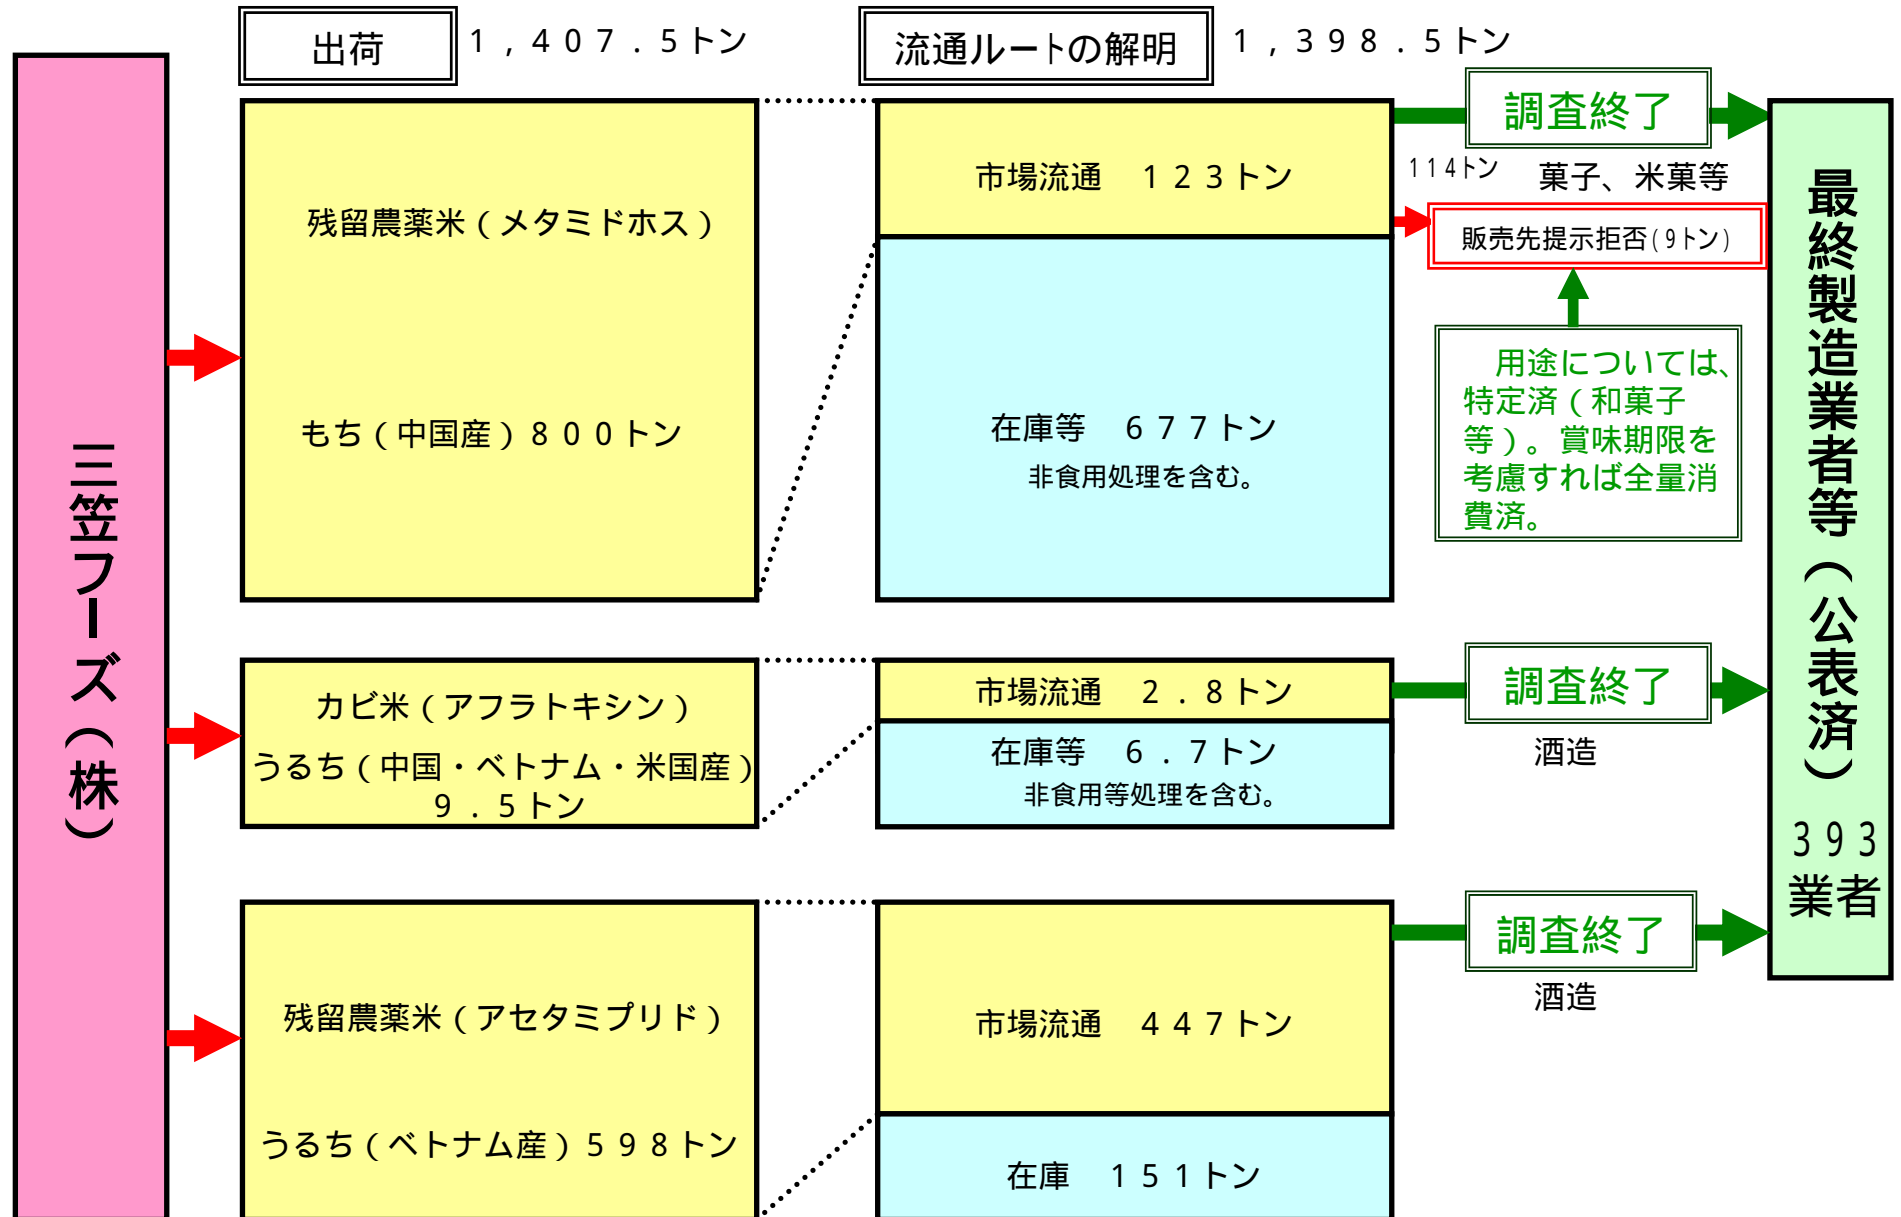 出荷
１，４０７．５トン
流通ルートの解明
１，３９８．５トン
三笠フーズ（株）
残留農薬米（メタミドホス）
もち（中国産）８００トン
市場流通　１２３トン
在庫等　６７７トン
非食用処理を含む。
調査終了
114トン
菓子、米菓等
販売先提示拒否(9トン)
用途については、
特定済（和菓子
等）。賞味期限を
考慮すれば全量消
費済。
カビ米（アフラトキシン）
うるち（中国・ベトナム・米国産）
９．５トン
市場流通　２．８トン
在庫等　６．７トン
非食用等処理を含む。
調査終了
酒造
残留農薬米（アセタミプリド）
うるち（ベトナム産）５９８トン
市場流通　４４７トン
在庫　１５１トン
調査終了
酒造
最終製造業者等（公表済）
３９３
業者